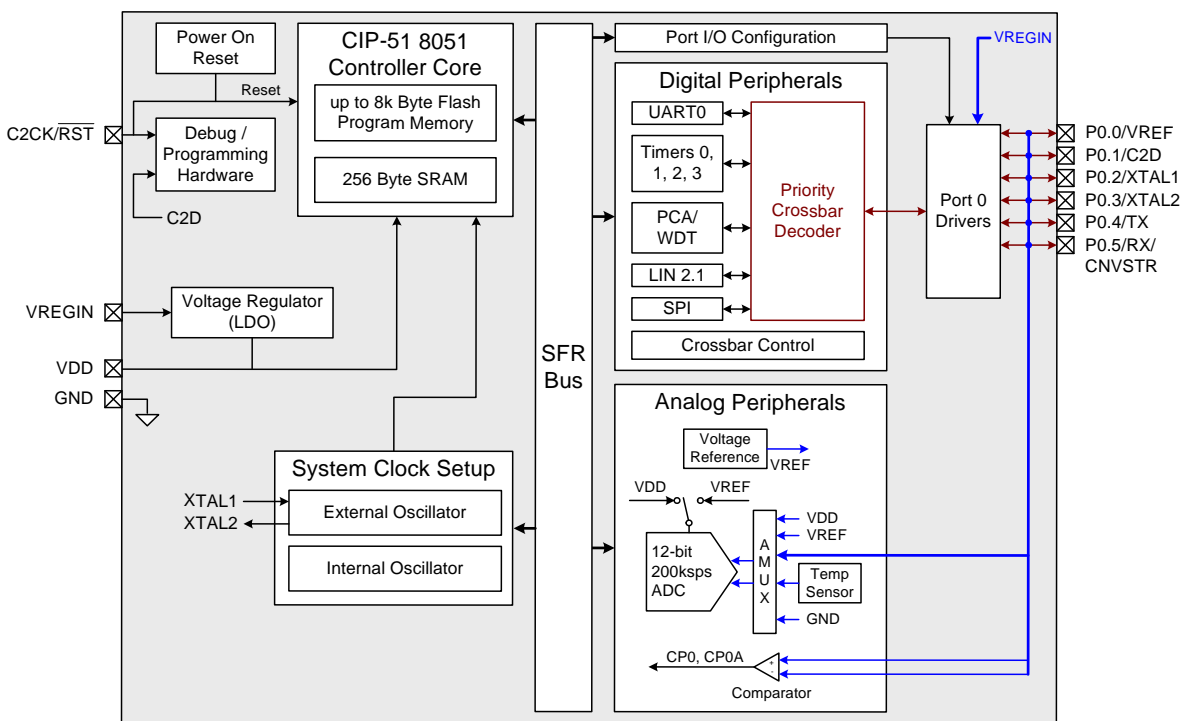 Power On
Reset
Reset
C2CK/RST
Debug /
Programming
Hardware
C2D
CIP-51 8051
Controller Core
up to 8k Byte Flash
Program Memory
256 Byte SRAM
VREGIN
Voltage Regulator
(LDO)
VDD
GND
System Clock Setup
XTAL1
XTAL2
External Oscillator
Internal Oscillator
SFR
Bus
Port I/O Configuration
Digital Peripherals
UART0
Timers 0,
1, 2, 3
PCA/
WDT
LIN 2.1
SPI
Priority
Crossbar
Decoder
Crossbar Control
VREGIN
Port 0
Drivers
P0.0/VREF
P0.1/C2D
P0.2/XTAL1
P0.3/XTAL2
P0.4/TX
P0.5/RX/
CNVSTR
Analog Peripherals
Voltage
Reference
VREF
VDD
VREF
12-bit
200ksps
ADC
A
M
U
X
VDD
VREF
Temp
Sensor
GND
CP0, CP0A
+
-
Comparator